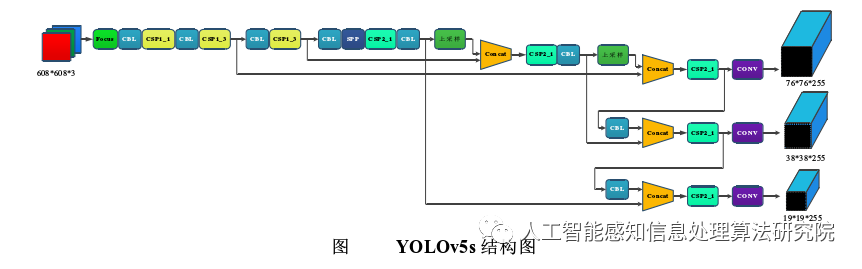 Focus CBL CSP1_1 CBL CSP1_3 CBL CSP1_3 CBL SPP CSP2_1 CBL 上采样
Concat CSP2_1 CBL 上采样
Concat CSP2_1 CONV
608*608*3
76*76*255
CBL Concat CSP2_1 CONV
38*38*255
CBL Concat CSP2_1 CONV
19*19*255
人工智能感知信息处理算法研究院
图 YOLOv5s 结构图